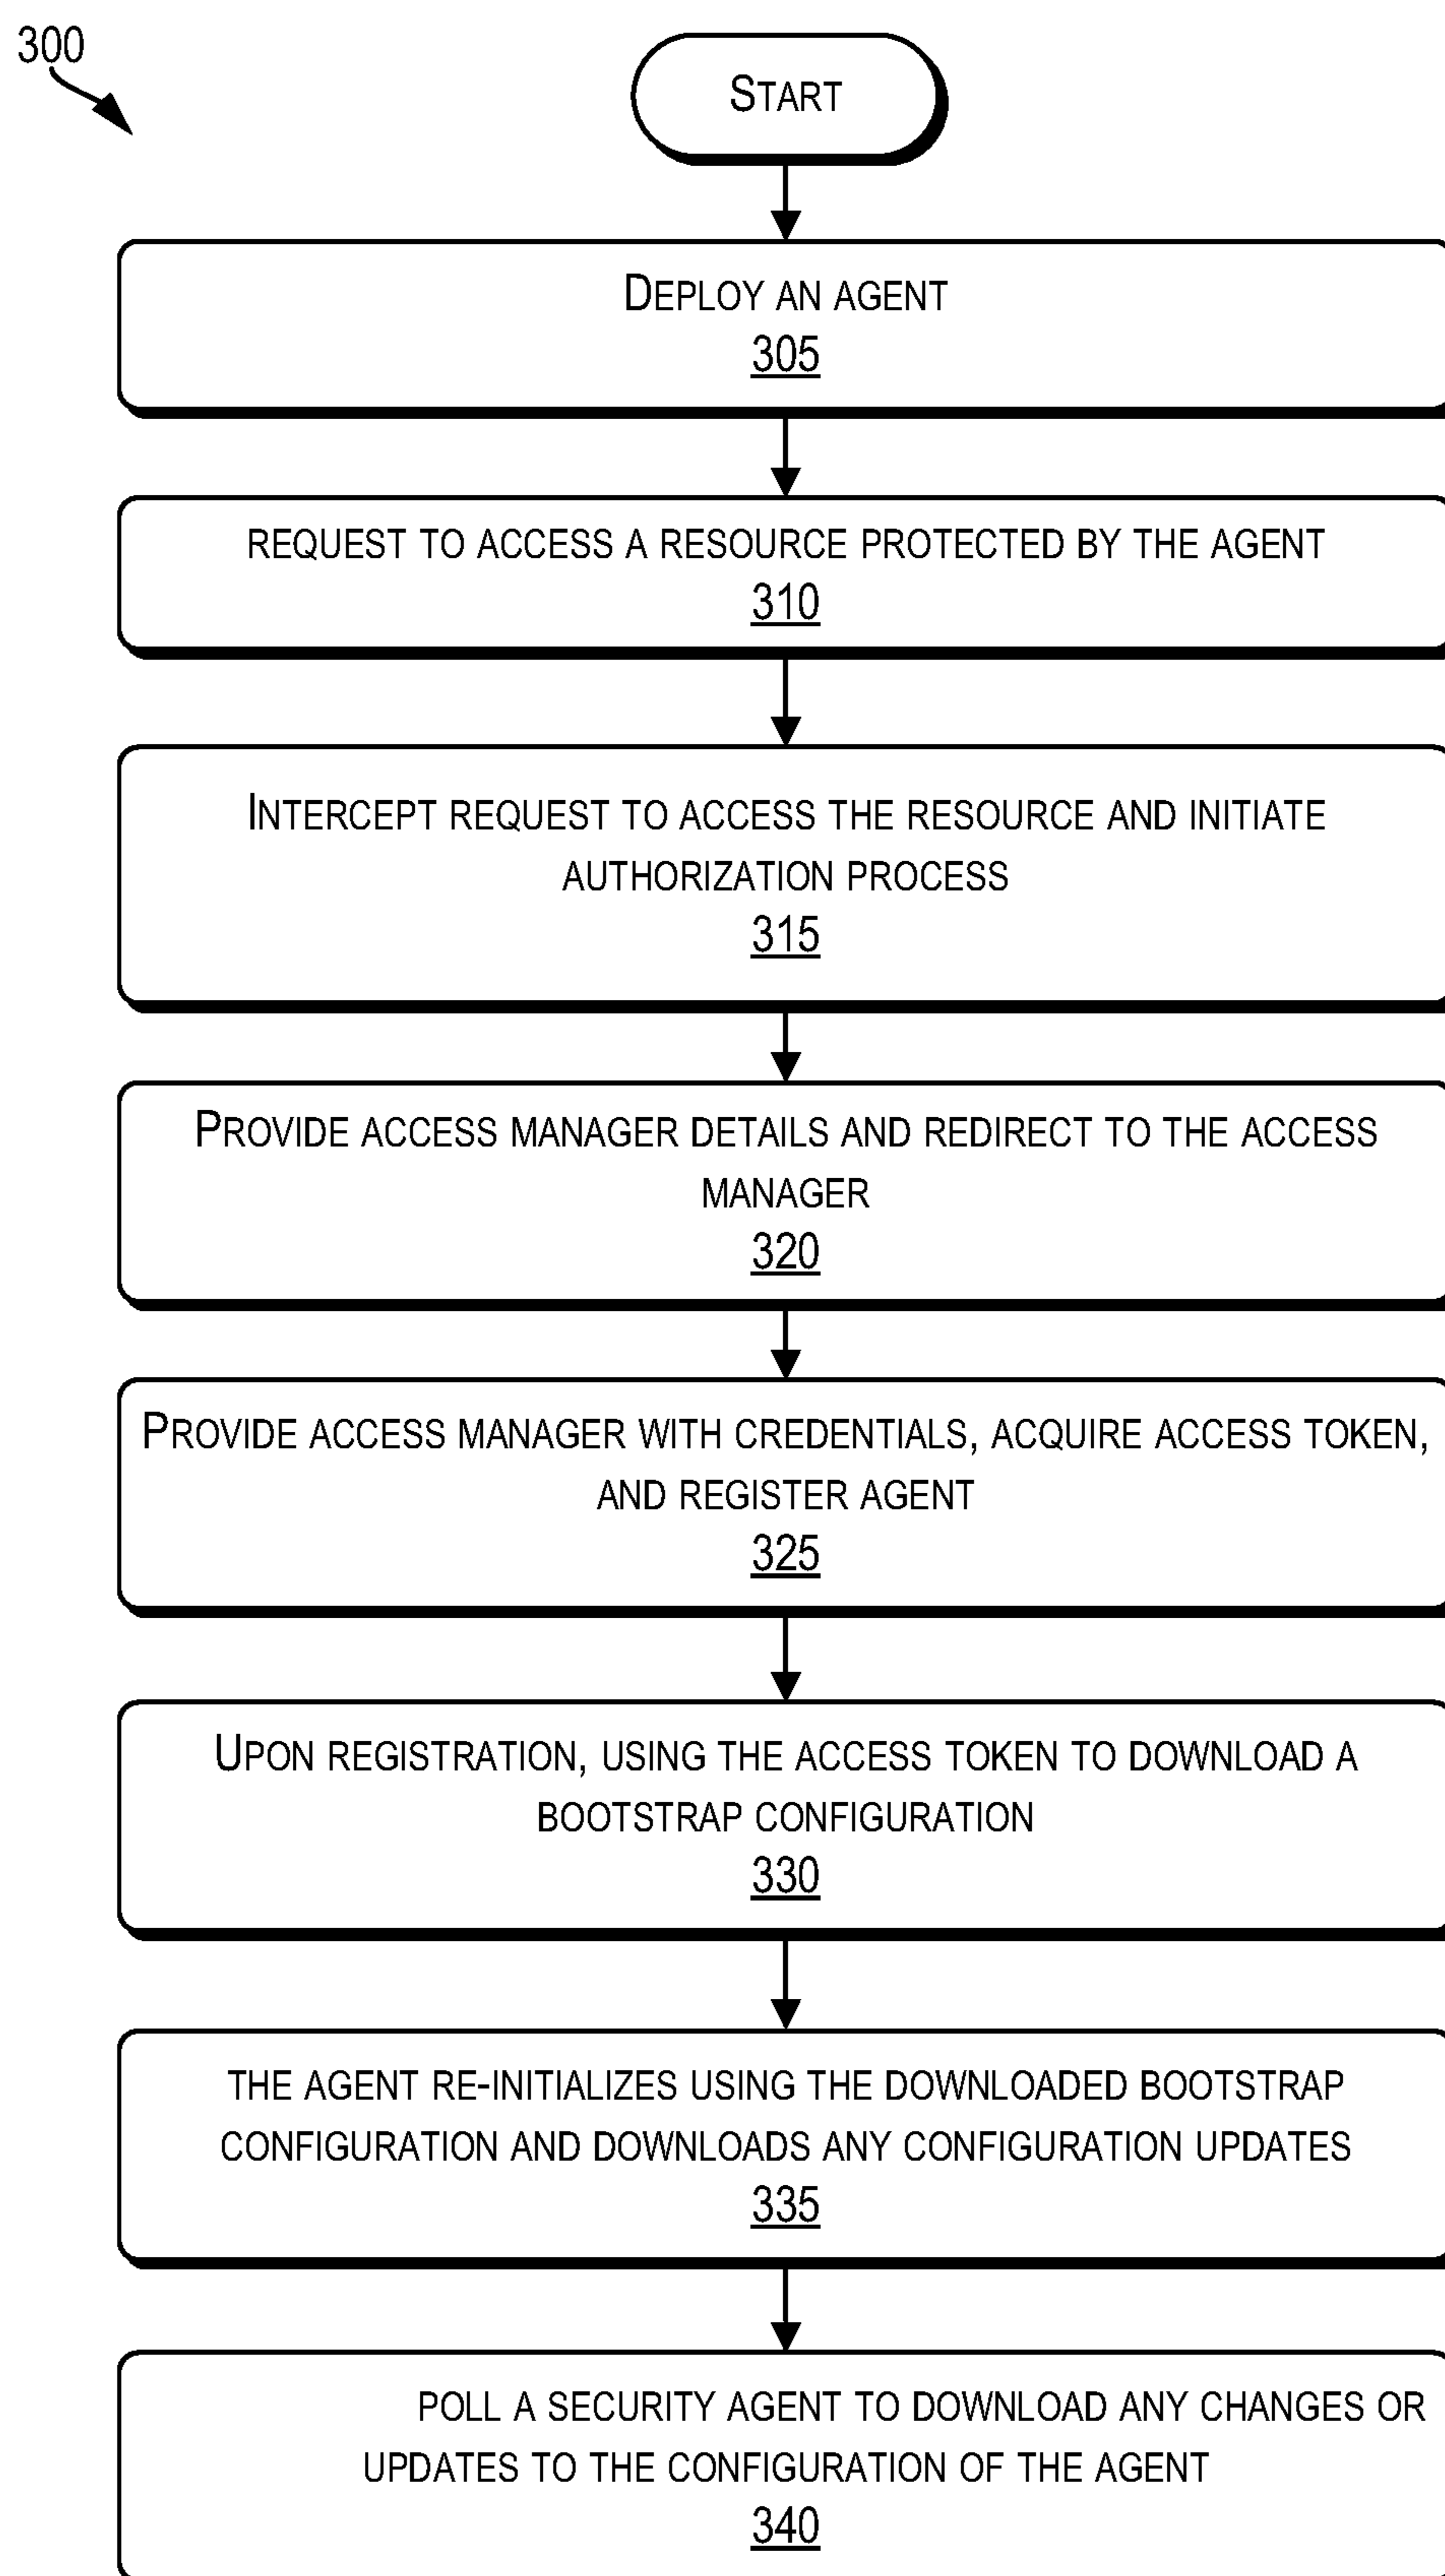 300
START
DEPLOY AN AGENT
305
REQUEST TO ACCESS A RESOURCE PROTECTED BY THE AGENT
310
INTERCEPT REQUEST TO ACCESS THE RESOURCE AND INITIATE
AUTHORIZATION PROCESS
315
PROVIDE ACCESS MANAGER DETAILS AND REDIRECT TO THE ACCESS
MANAGER
320
PROVIDE ACCESS MANAGER WITH CREDENTIALS, ACQUIRE ACCESS TOKEN,
AND REGISTER AGENT
325
UPON REGISTRATION, USING THE ACCESS TOKEN TO DOWNLOAD A
BOOTSTRAP CONFIGURATION
330
THE AGENT RE-INITIALIZES USING THE DOWNLOADED BOOTSTRAP
CONFIGURATION AND DOWNLOADS ANY CONFIGURATION UPDATES
335
POLL A SECURITY AGENT TO DOWNLOAD ANY CHANGES OR
UPDATES TO THE CONFIGURATION OF THE AGENT
340